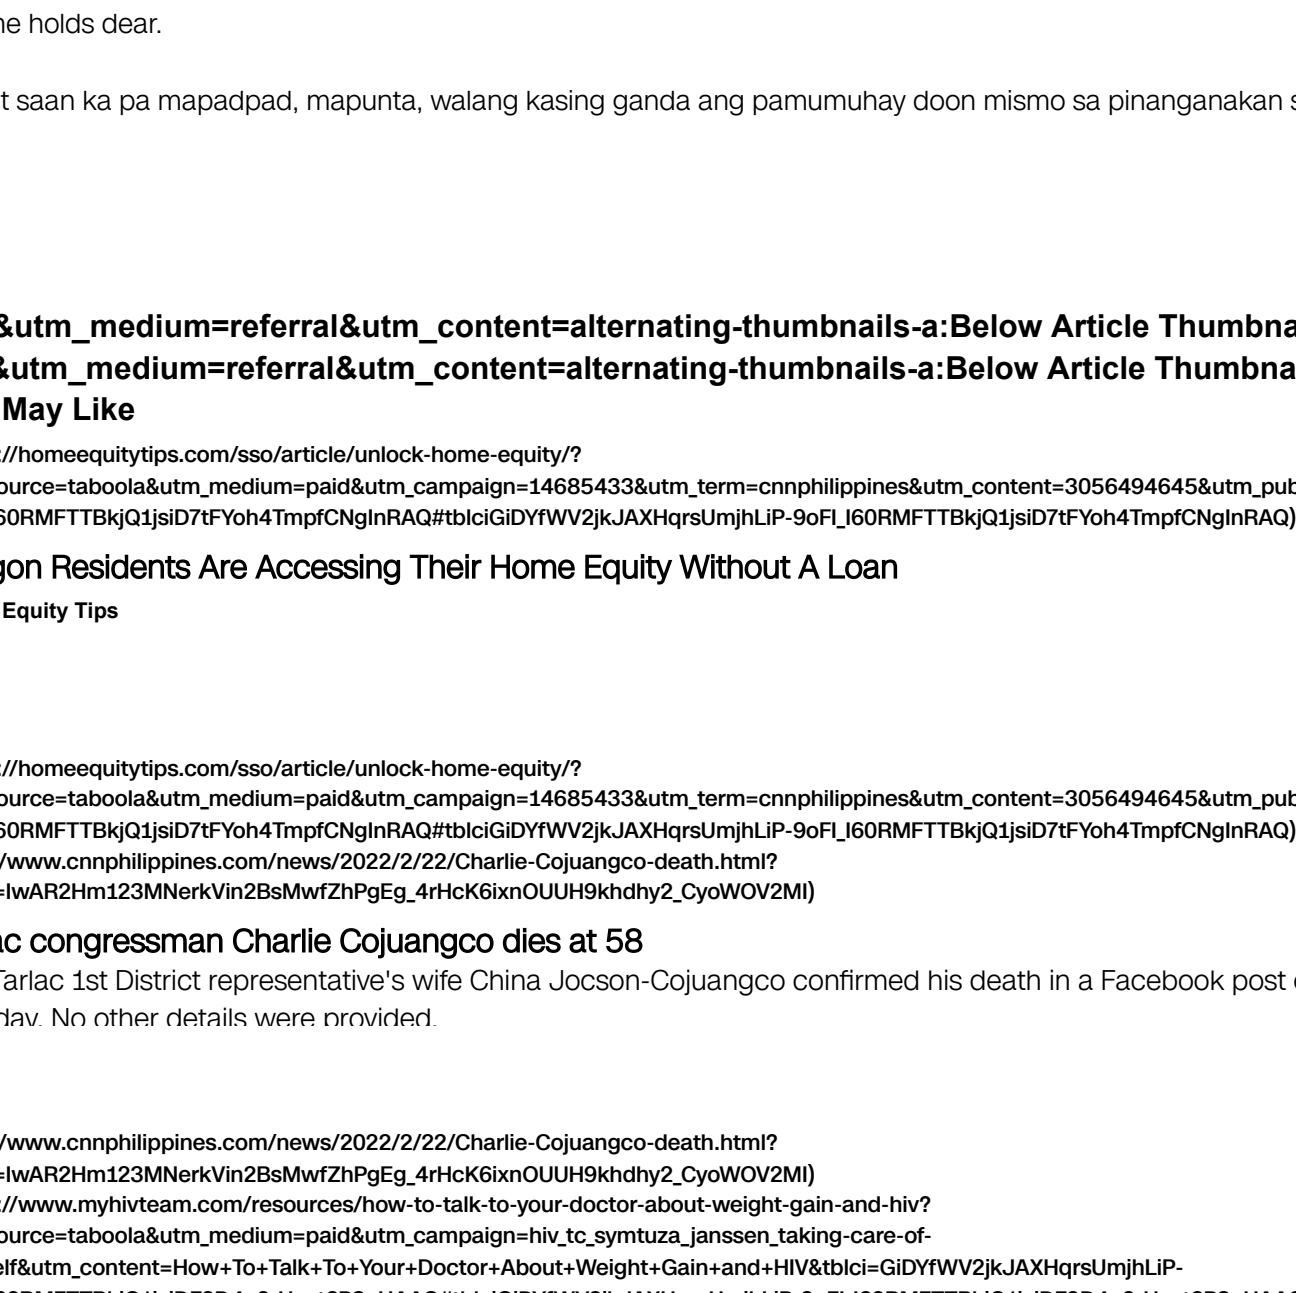 ne holds dear.
t saan ka pa mapadpad, mapunta, walang kasing ganda ang pamumuhay doon mismo sa pinanganakan s
&utm_medium=referral&utm_content=alternating-thumbnails-a:Below Article Thumbna
&utm_medium=referral&utm_content=alternating-thumbnails-a:Below Article Thumbna
May Like
://homeequitytips.com/sso/article/unlock-home-equity/?
ource=taboola&utm_medium=paid&utm_campaign=14685433&utm_term=cnnphilippines&utm_content=3056494645&utm_pub
60RMFTTBkjQ1jsiD7tFYoh4TmpfCNgInRAQ#tblciGiDYfWV2jkJAXHqrsUmjhLiP-9oFl_I60RMFTTBkjQ1jsiD7tFYoh4TmpfCNgInRAQ)
gon Residents Are Accessing Their Home Equity Without A Loan
Equity Tips
://homeequitytips.com/sso/article/unlock-home-equity/?
ource=taboola&utm_medium=paid&utm_campaign=14685433&utm_term=cnnphilippines&utm_content=3056494645&utm_pub
60RMFTTBkjQ1jsiD7tFYoh4TmpfCNgInRAQ#tblciGiDYfWV2jkJAXHqrsUmjhLiP-9oFl_I60RMFTTBkjQ1jsiD7tFYoh4TmpfCNgInRAQ)
/www.cnnphilippines.com/news/2022/2/22/Charlie-Cojuangco-death.html?
=IwAR2Hm123MNerkVin2BsMwfZhPgEg_4rHcK6ixnOUUH9khdhy2_CyoWOV2MI)
ac congressman Charlie Cojuangco dies at 58
Tarlac 1st District representative's wife China Jocson-Cojuangco confirmed his death in a Facebook post
day. No other details were provided.
/www.cnnphilippines.com/news/2022/2/22/Charlie-Cojuangco-death.html?
=IwAR2Hm123MNerkVin2BsMwfZhPgEg_4rHcK6ixnOUUH9khdhy2_CyoWOV2MI)
://www.myhivteam.com/resources/how-to-talk-to-your-doctor-about-weight-gain-and-hiv?
ource=taboola&utm_medium=paid&utm_campaign=hiv_tc_symtuza_janssen_taking-care-of-
elf&utm_content=How+To+Talk+To+Your+Doctor+About+Weight+Gain+and+HIV&tblci=GiDYfWV2jkJAXHqrsUmjhLiP-